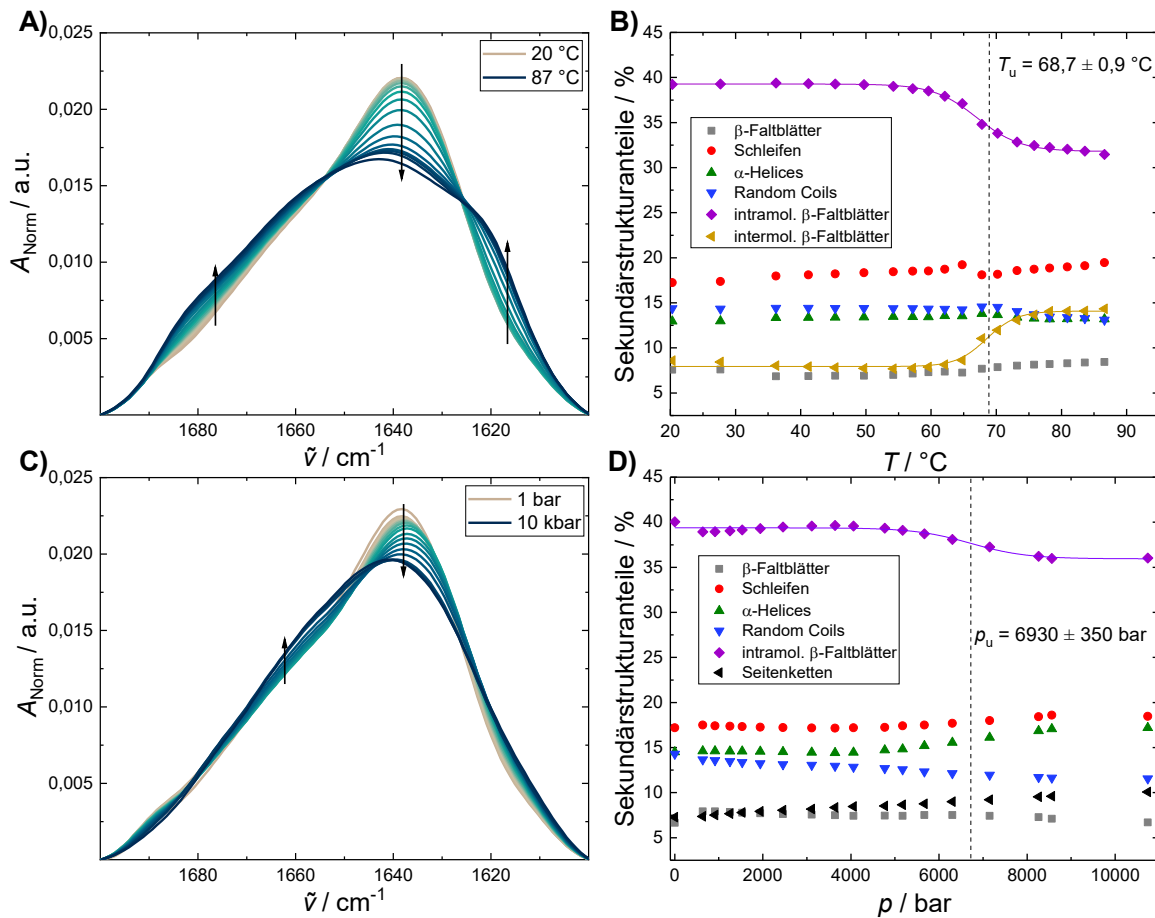 A)
0,025
0,020
0,015
0,010
0,005
A_Norm / a.u.
20 °C
87 °C
1680
1660
1640
1620
ṽ / cm⁻¹
B)
45
40
35
30
25
20
15
10
5
Sekundärstrukturanteile / %
T_u = 68,7 ± 0,9 °C
β-Faltblätter
Schleifen
α-Helices
Random Coils
intramol. β-Faltblätter
intermol. β-Faltblätter
20
30
40
50
60
70
80
90
T / °C
C)
0,025
0,020
0,015
0,010
0,005
A_Norm / a.u.
1 bar
10 kbar
1680
1660
1640
1620
ṽ / cm⁻¹
D)
45
40
35
30
25
20
15
10
5
Sekundärstrukturanteile / %
β-Faltblätter
Schleifen
α-Helices
Random Coils
intramol. β-Faltblätter
Seitenketten
p_u = 6930 ± 350 bar
0
2000
4000
6000
8000
10000
p / bar